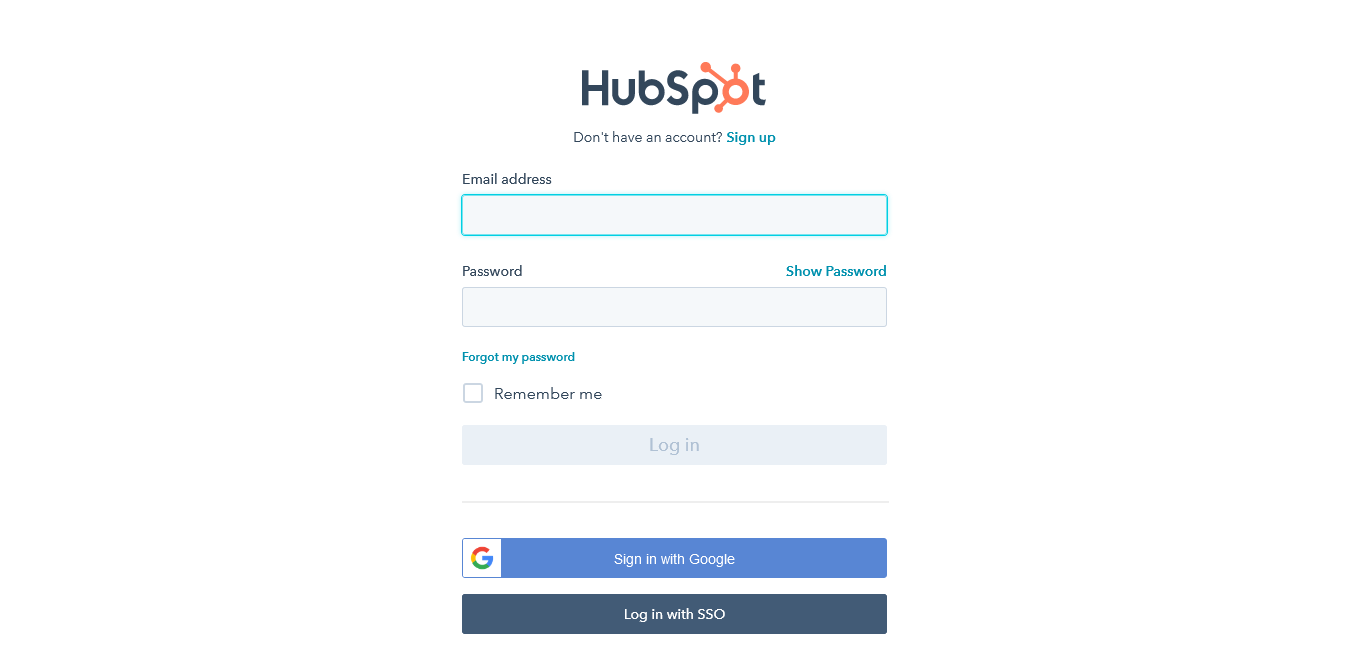 HubSpot
Don't have an account? Sign up
Email address
Password Show Password
Forgot my password
Remember me
Log in
Sign in with Google
Log in with SSO